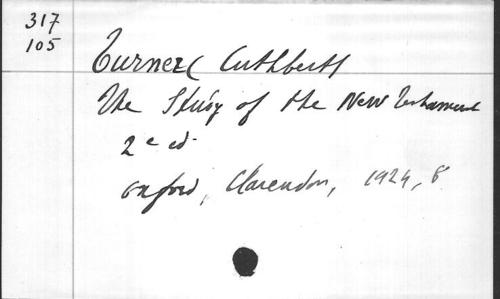 317
105
Turner (Cuthbert)
The Study of the New Testament
2e ed.
Oxford, Clarendon, 1924, 8°